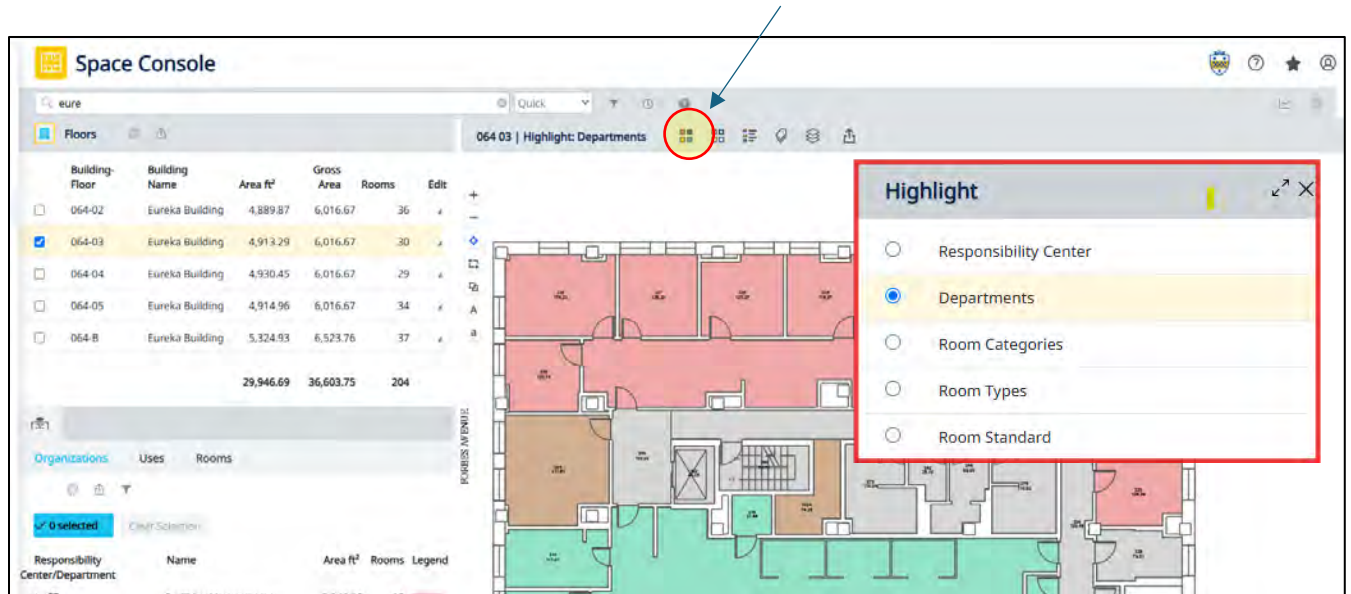 Space Console
eure
Quick
Floors
064 03 | Highlight: Departments
Building-Floor Building Name Area ft² Gross Area Rooms Edit
064-02 Eureka Building 4,889.87 6,016.67 36
064-03 Eureka Building 4,913.29 6,016.67 30
064-04 Eureka Building 4,930.45 6,016.67 29
064-05 Eureka Building 4,914.96 6,016.67 34
064-B Eureka Building 5,324.93 6,523.76 37
29,946.69 36,603.75 204
Organizations Uses Rooms
0 selected Clear Selection
Responsibility Center/Department Name Area ft² Rooms Legend
A
a
FORBES AVENUE
Highlight
Responsibility Center
Departments
Room Categories
Room Types
Room Standard